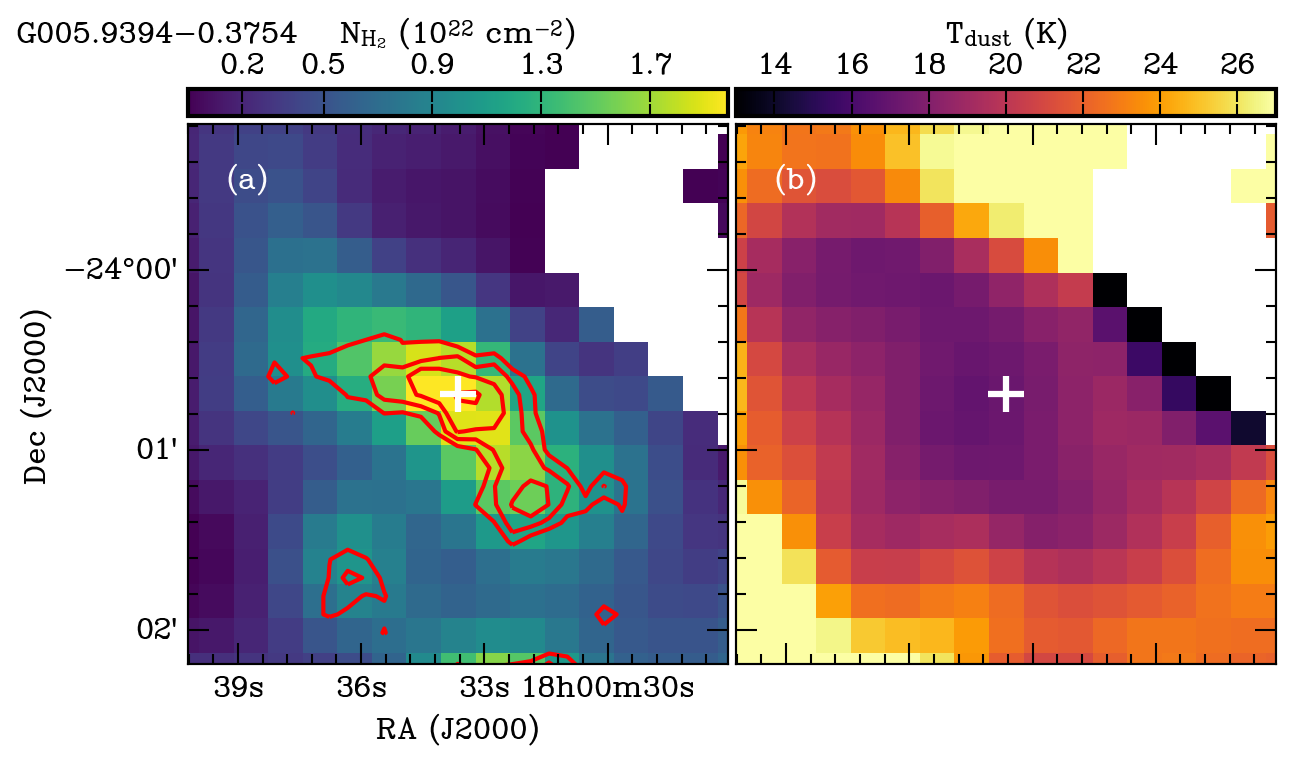 G005.9394−0.3754 N_H₂ (10²² cm⁻²) T_dust (K)
0.2 0.5 0.9 1.3 1.7 14 16 18 20 22 24 26
(a) (b)
−24°00'
01'
02'
Dec (J2000)
39s 36s 33s 18h00m30s
RA (J2000)